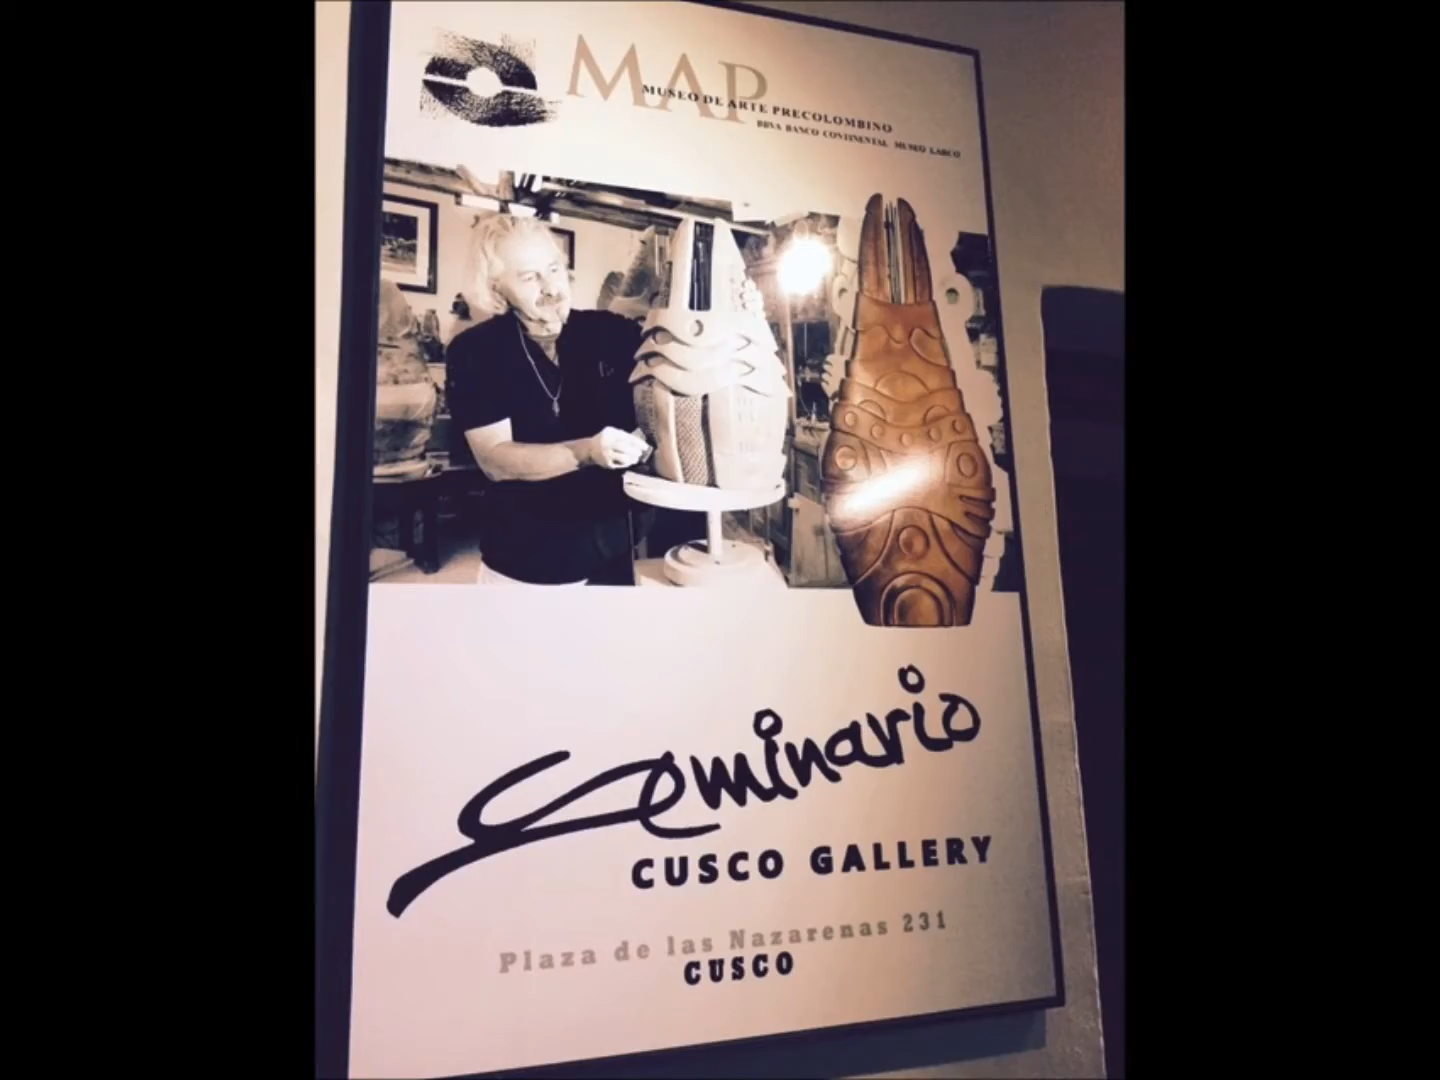 MAP
MUSEO DE ARTE PRECOLOMBINO
BBVA BANCO CONTINENTAL MUSEO LARCO
Seminario
CUSCO GALLERY
Plaza de las Nazarenas 231
CUSCO